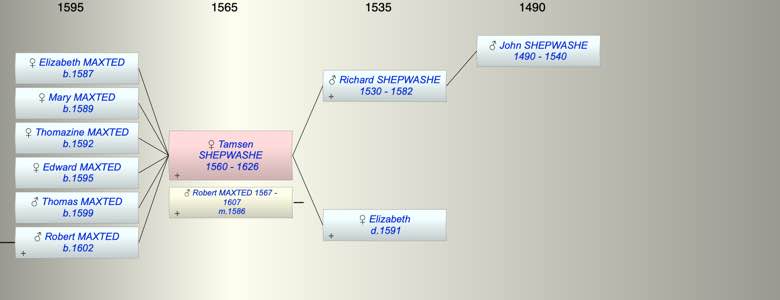 1595
1565
1535
1490
♀ Elizabeth MAXTED
b.1587
♀ Mary MAXTED
b.1589
♀ Thomazine MAXTED
b.1592
♀ Edward MAXTED
b.1595
♂ Thomas MAXTED
b.1599
♂ Robert MAXTED
b.1602
+
♀ Tamsen
SHEPWASHE
1560 - 1626
+
♂ Robert MAXTED 1567 -
1607
m.1586
+
♂ Richard SHEPWASHE
1530 - 1582
+
♀ Elizabeth
d.1591
+
♂ John SHEPWASHE
1490 - 1540